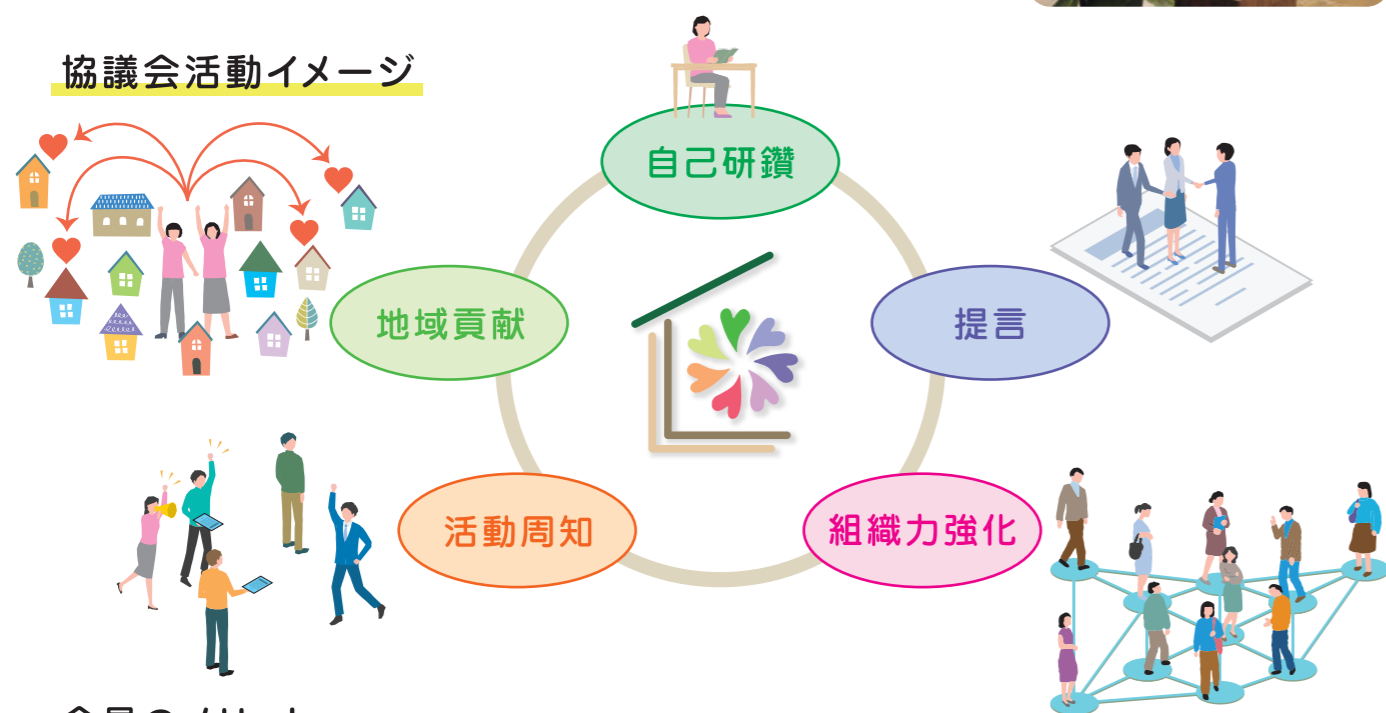 協議会活動イメージ
自己研鑽
地域貢献
提言
活動周知
組織力強化